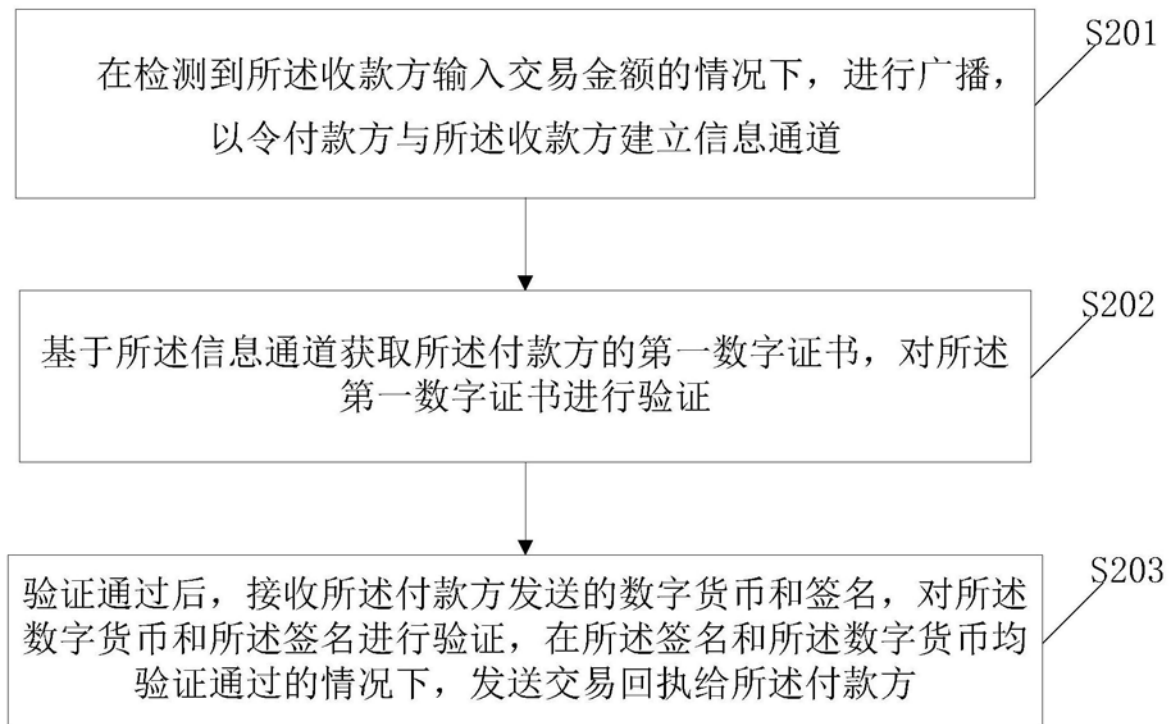 S201
在检测到所述收款方输入交易金额的情况下，进行广播，
以令付款方与所述收款方建立信息通道
S202
基于所述信息通道获取所述付款方的第一数字证书，对所述
第一数字证书进行验证
S203
验证通过后，接收所述付款方发送的数字货币和签名，对所述
数字货币和所述签名进行验证，在所述签名和所述数字货币均
验证通过的情况下，发送交易回执给所述付款方